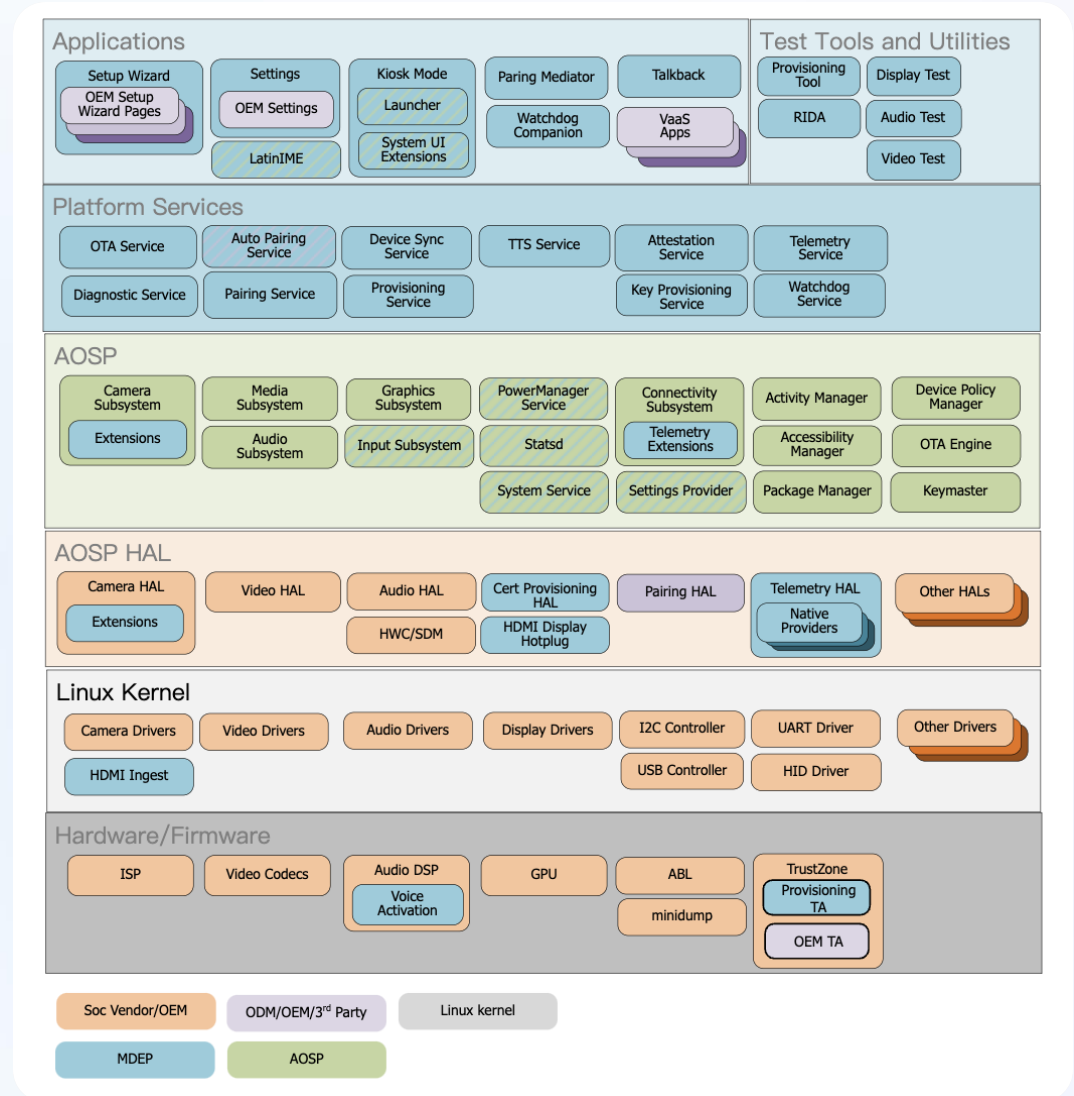 Applications
Test Tools and Utilities
Setup Wizard
OEM Setup
Wizard Pages
Settings
OEM Settings
LatinIME
Kiosk Mode
Launcher
System UI
Extensions
Paring Mediator
Watchdog
Companion
Talkback
VaaS
Apps
Provisioning
Tool
RIDA
Display Test
Audio Test
Video Test
Platform Services
OTA Service
Auto Pairing
Service
Device Sync
Service
TTS Service
Attestation
Service
Telemetry
Service
Diagnostic Service
Pairing Service
Provisioning
Service
Key Provisioning
Service
Watchdog
Service
AOSP
Camera
Subsystem
Extensions
Media
Subsystem
Audio
Subsystem
Graphics
Subsystem
Input Subsystem
PowerManager
Service
Statsd
System Service
Connectivity
Subsystem
Telemetry
Extensions
Settings Provider
Activity Manager
Accessibility
Manager
Package Manager
Device Policy
Manager
OTA Engine
Keymaster
AOSP HAL
Camera HAL
Extensions
Video HAL
Audio HAL
HWC/SDM
Cert Provisioning
HAL
HDMI Display
Hotplug
Pairing HAL
Telemetry HAL
Native
Providers
Other HALs
Linux Kernel
Camera Drivers
HDMI Ingest
Video Drivers
Audio Drivers
Display Drivers
I2C Controller
USB Controller
UART Driver
HID Driver
Other Drivers
Hardware/Firmware
ISP
Video Codecs
Audio DSP
Voice
Activation
GPU
ABL
minidump
TrustZone
Provisioning
TA
OEM TA
Soc Vendor/OEM
ODM/OEM/3rd Party
Linux kernel
MDEP
AOSP